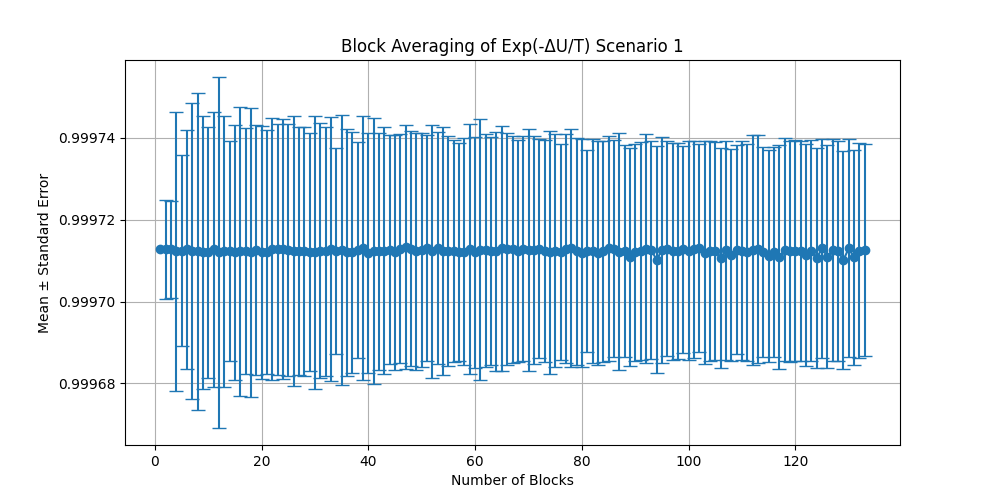 Block Averaging of Exp(-ΔU/T) Scenario 1
Mean ± Standard Error
0.99974
0.99972
0.99970
0.99968
0 20 40 60 80 100 120
Number of Blocks